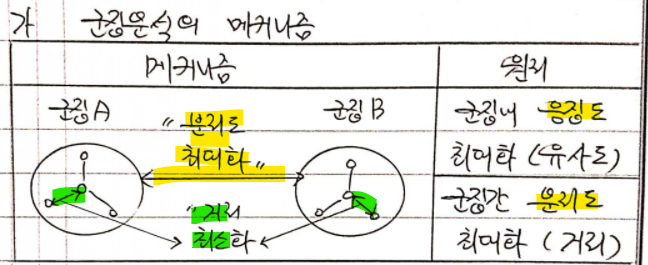 가 군집분석의 메커니즘
메커니즘
원리
군집A
군집B
"분리도
최대화"
"거리
최소화
군집내 응집도
최대화 (유사도)
군집간 분리도
최대화 (거리)